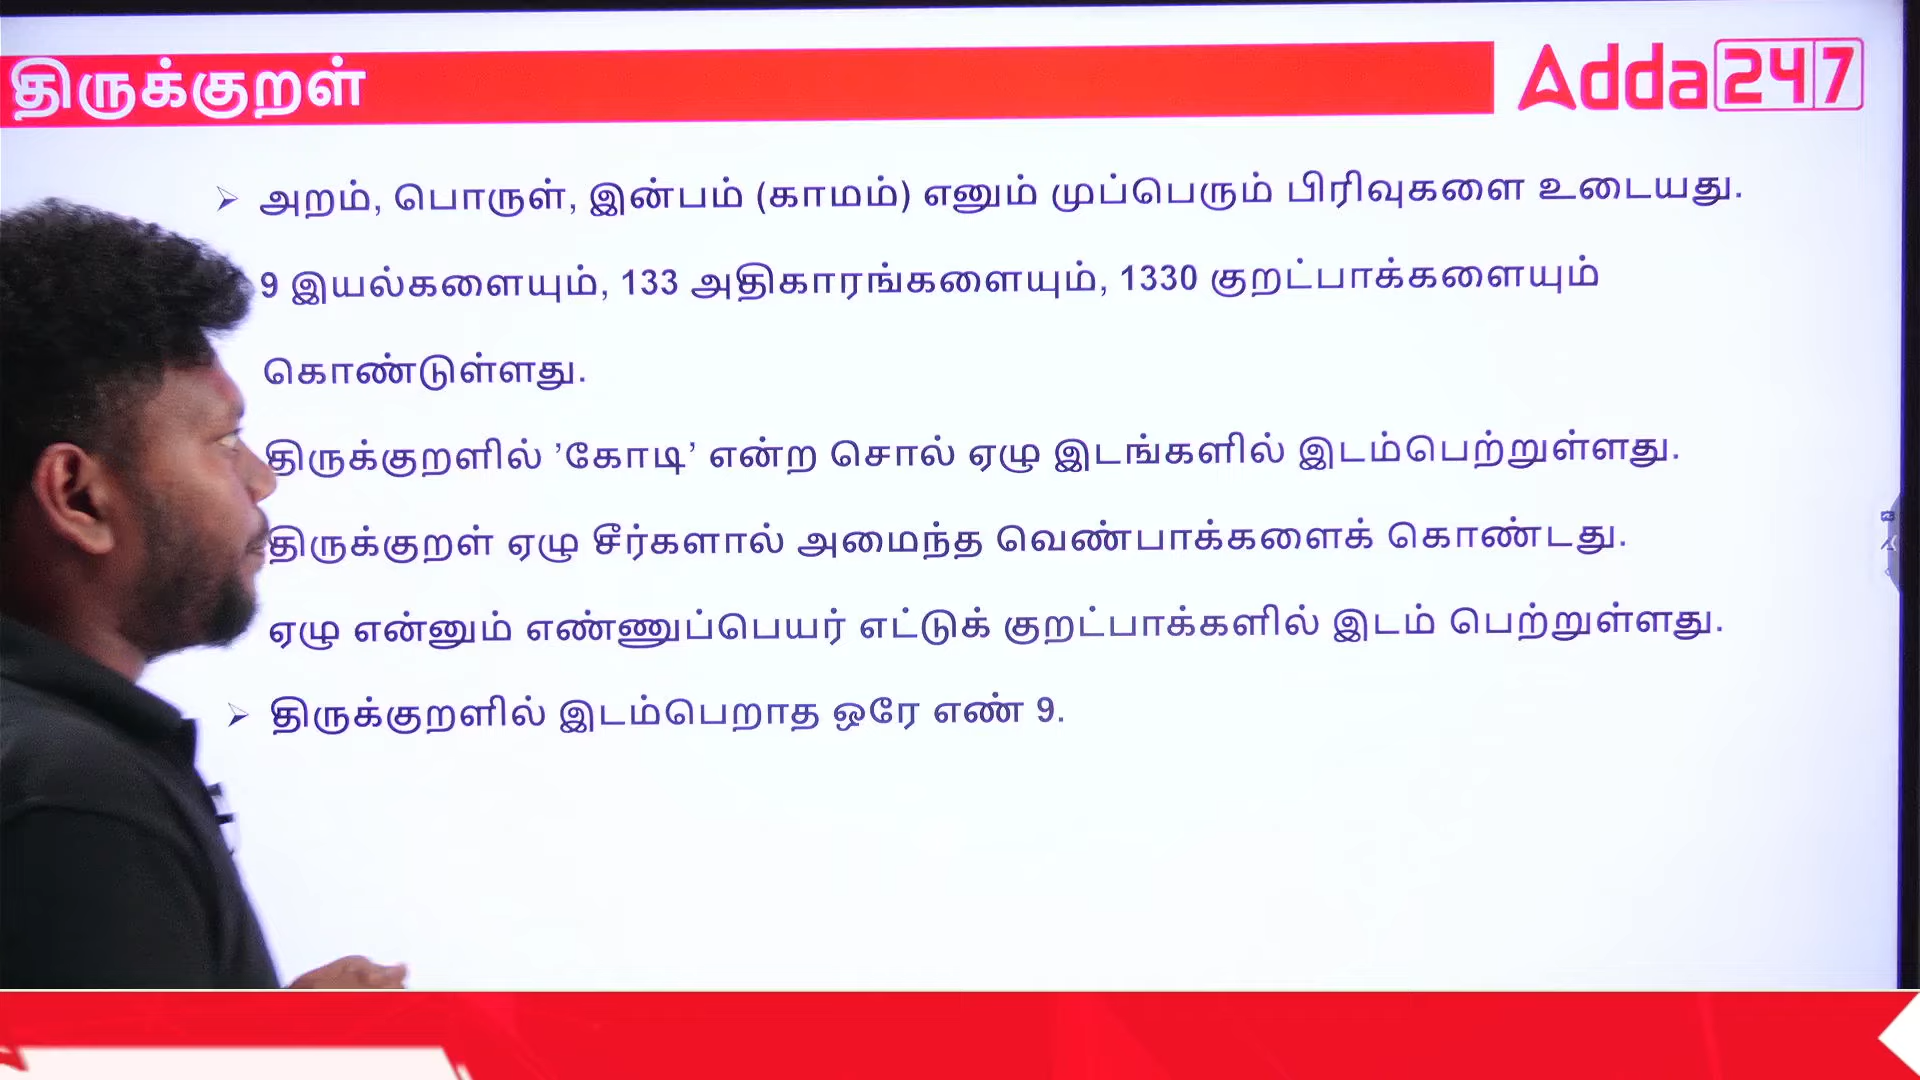 திருக்குறள்
Adda247
➢ அறம், பொருள், இன்பம் (காமம்) எனும் முப்பெரும் பிரிவுகளை உடையது.
9 இயல்களையும், 133 அதிகாரங்களையும், 1330 குறட்பாக்களையும்
கொண்டுள்ளது.
திருக்குறளில் ’கோடி’ என்ற சொல் ஏழு இடங்களில் இடம்பெற்றுள்ளது.
திருக்குறள் ஏழு சீர்களால் அமைந்த வெண்பாக்களைக் கொண்டது.
ஏழு என்னும் எண்ணுப்பெயர் எட்டுக் குறட்பாக்களில் இடம் பெற்றுள்ளது.
➢ திருக்குறளில் இடம்பெறாத ஒரே எண் 9.